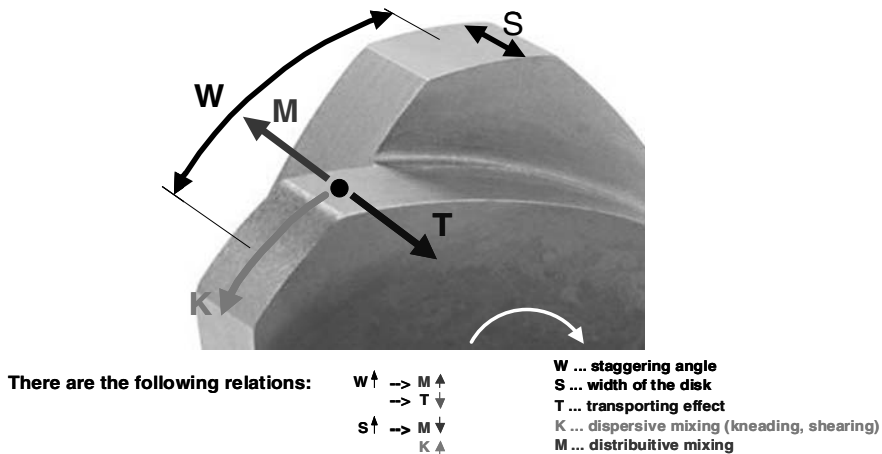 S
W
M
T
K
There are the following relations:
W↑ --> M↑
--> T↓
S↑ --> M↓
K↑
W ... staggering angle
S ... width of the disk
T ... transporting effect
K ... dispersive mixing (kneading, shearing)
M ... distribuitive mixing